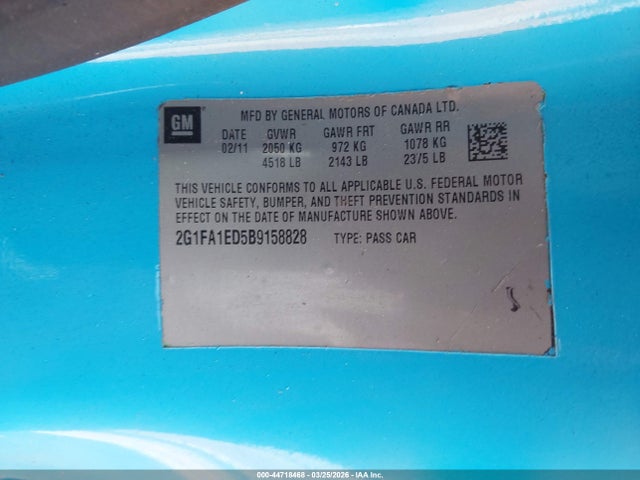 GM
MFD BY GENERAL MOTORS OF CANADA LTD.
DATE GVWR GAWR FRT GAWR RR
02/11 2050 KG 972 KG 1078 KG
4518 LB 2143 LB 2375 LB
THIS VEHICLE CONFORMS TO ALL APPLICABLE U.S. FEDERAL MOTOR
VEHICLE SAFETY, BUMPER, AND THEFT PREVENTION STANDARDS IN
EFFECT ON THE DATE OF MANUFACTURE SHOWN ABOVE.
2G1FA1ED5B9158828 TYPE: PASS CAR
000-44718468 - 03/25/2026 - IAA Inc.